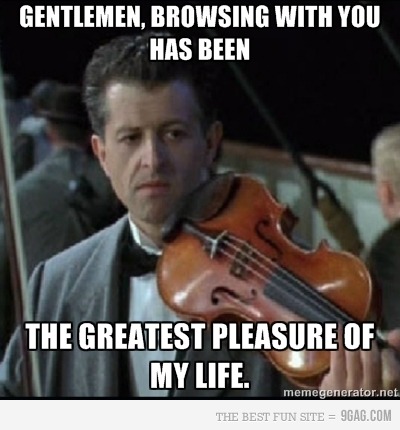 GENTLEMEN, BROWSING WITH YOU
HAS BEEN
THE GREATEST PLEASURE OF
MY LIFE.
memegenerator.net
THE BEST FUN SITE = 9GAG.COM